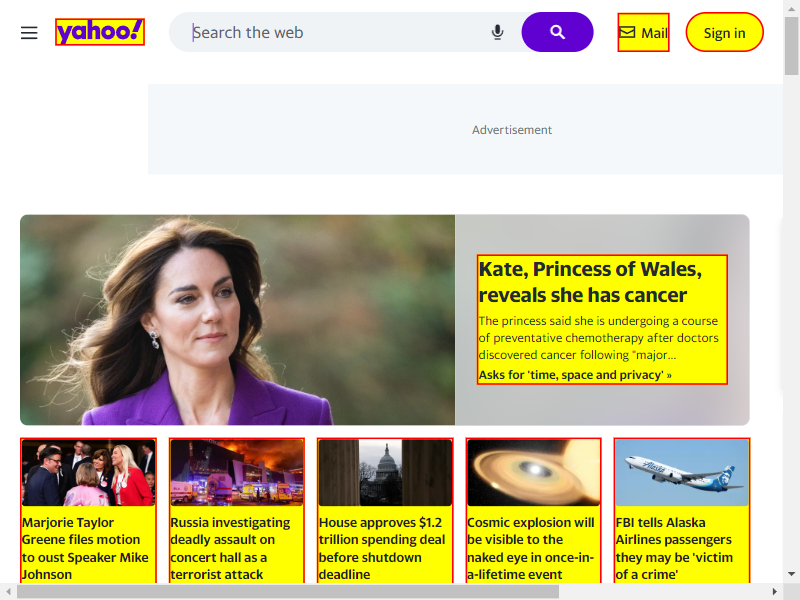 yahoo!
Search the web
Mail
Sign in
Advertisement
Kate, Princess of Wales,
reveals she has cancer
The princess said she is undergoing a course
of preventative chemotherapy after doctors
discovered cancer following "major...
Asks for 'time, space and privacy' »
Marjorie Taylor
Greene files motion
to oust Speaker Mike
Johnson
Russia investigating
deadly assault on
concert hall as a
terrorist attack
House approves $1.2
trillion spending deal
before shutdown
deadline
Cosmic explosion will
be visible to the
naked eye in once-in-
a-lifetime event
Alaska
FBI tells Alaska
Airlines passengers
they may be 'victim
of a crime'